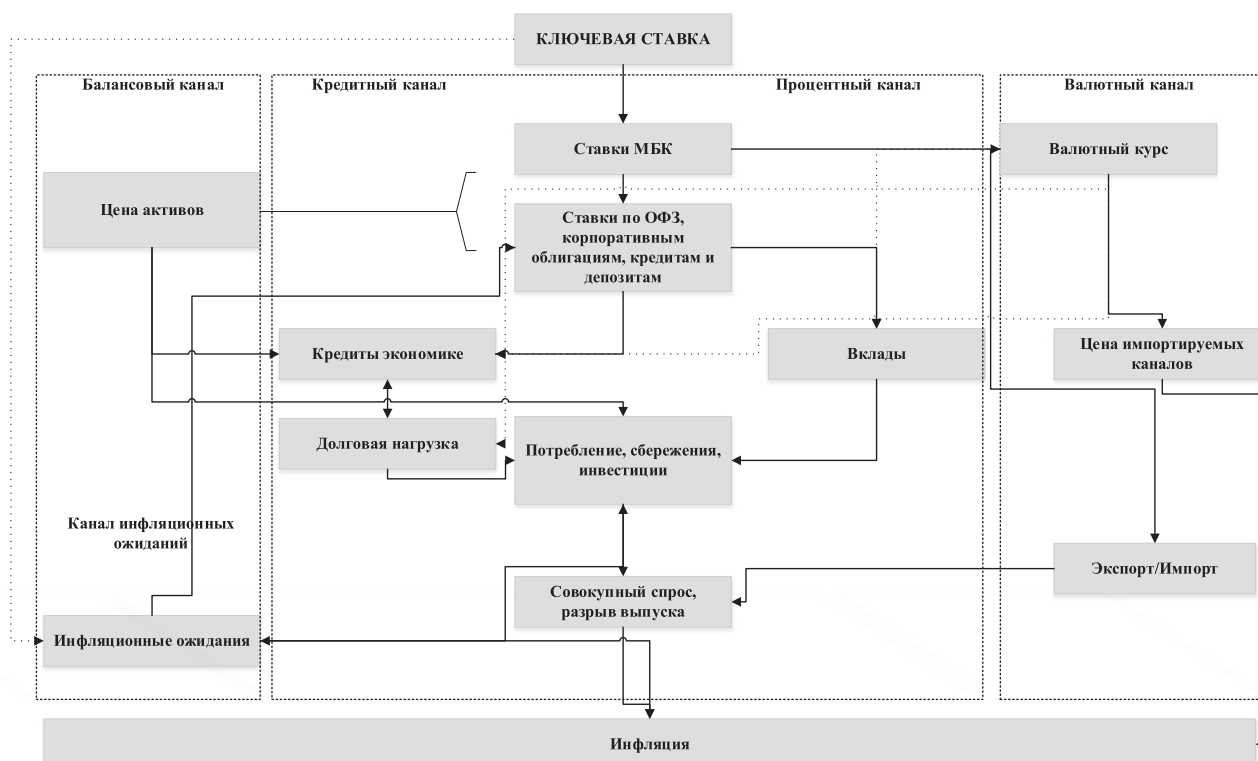 КЛЮЧЕВАЯ СТАВКА
Балансовый канал
Кредитный канал
Процентный канал
Валютный канал
Ставки МБК
Валютный курс
Цена активов
Ставки по ОФЗ,
корпоративным
облигациям, кредитам и
депозитам
Кредиты экономике
Вклады
Цена импортируемых
каналов
Долговая нагрузка
Потребление, сбережения,
инвестиции
Канал инфляционных
ожиданий
Экспорт/Импорт
Совокупный спрос,
разрыв выпуска
Инфляционные ожидания
Инфляция